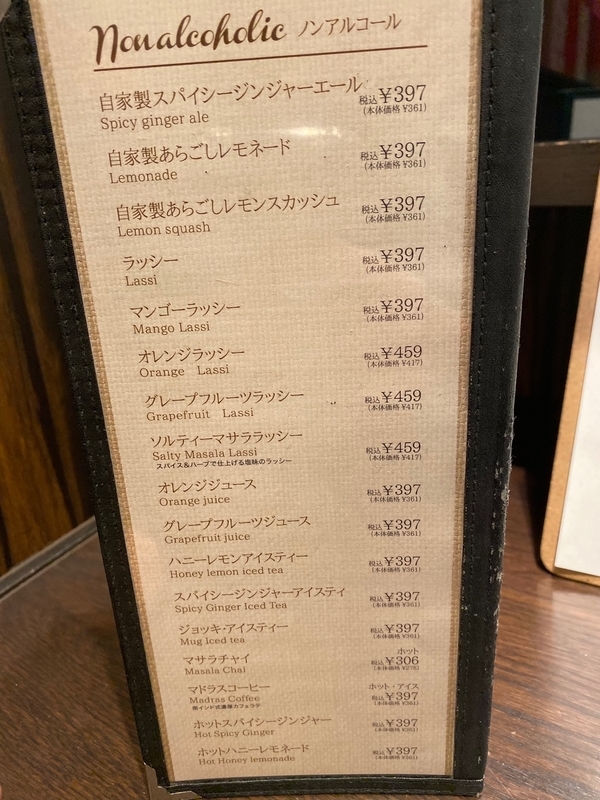 Nonalcoholic ノンアルコール
自家製スパイシージンジャーエール 税込¥397
Spicy ginger ale (本体価格 ¥361)
自家製あらごしレモネード 税込¥397
Lemonade (本体価格 ¥361)
自家製あらごしレモンスカッシュ 税込¥397
Lemon squash (本体価格 ¥361)
ラッシー 税込¥397
Lassi (本体価格 ¥361)
マンゴーラッシー 税込¥397
Mango Lassi (本体価格 ¥361)
オレンジラッシー 税込¥459
Orange Lassi (本体価格 ¥417)
グレープフルーツラッシー 税込¥459
Grapefruit Lassi (本体価格 ¥417)
ソルティーマサララッシー 税込¥459
Salty Masala Lassi (本体価格 ¥417)
スパイス&ハーブで仕上げる塩味のラッシー
オレンジジュース 税込¥397
Orange juice (本体価格 ¥361)
グレープフルーツジュース 税込¥397
Grapefruit juice (本体価格 ¥361)
ハニーレモンアイスティー 税込¥397
Honey lemon iced tea (本体価格 ¥361)
スパイシージンジャーアイスティ 税込¥397
Spicy Ginger Iced Tea (本体価格 ¥361)
ジョッキ・アイスティー 税込¥397
Mug Iced tea (本体価格 ¥361)
ホット
マサラチャイ 税込¥306
Masala Chai (本体価格 ¥278)
ホット・アイス
マドラスコーヒー 税込¥397
Madras Coffee (本体価格 ¥361)
南インド式濃厚カフェラテ
ホットスパイシージンジャー 税込¥397
Hot Spicy Ginger (本体価格 ¥361)
ホットハニーレモネード 税込¥397
Hot Honey lemonade (本体価格 ¥361)